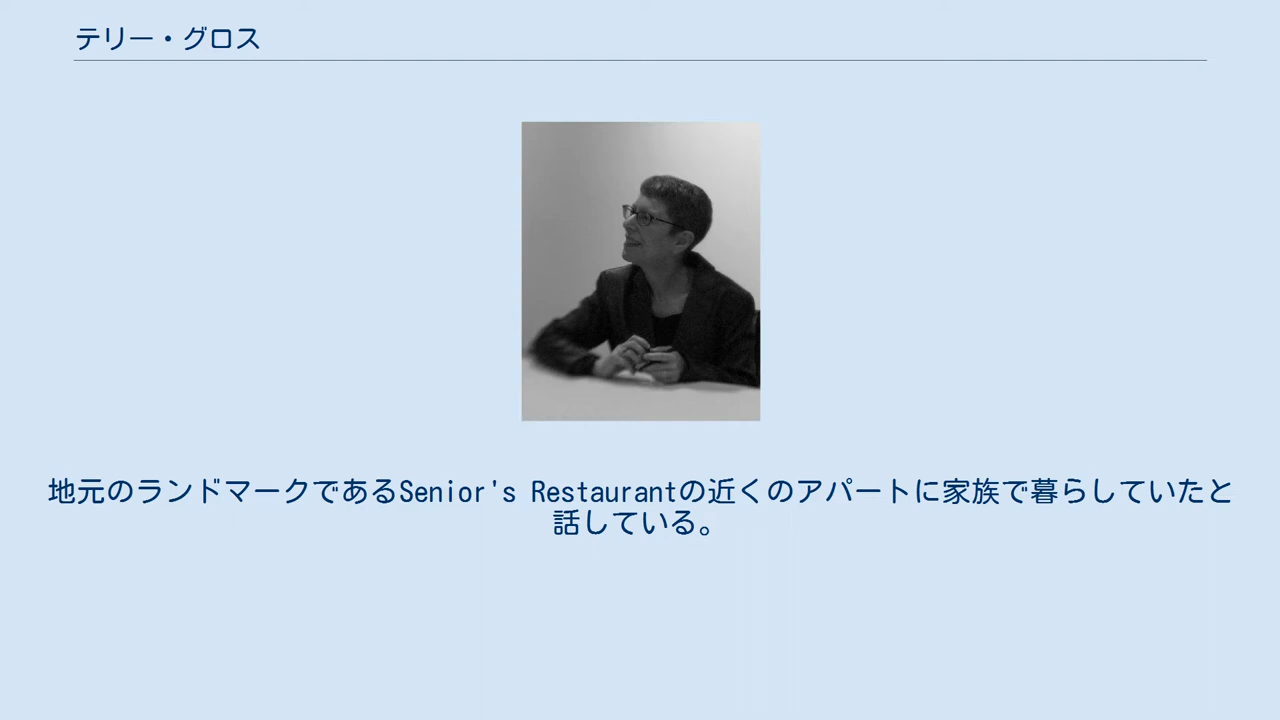 テリー・グロス
地元のランドマークであるSenior's Restaurantの近くのアパートに家族で暮らしていたと
話している。